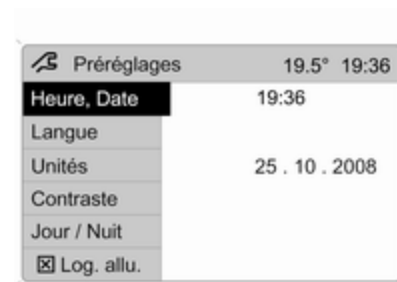 Préréglages 19.5° 19:36
Heure, Date 19:36
Langue
Unités 25 . 10 . 2008
Contraste
Jour / Nuit
Log. allu.